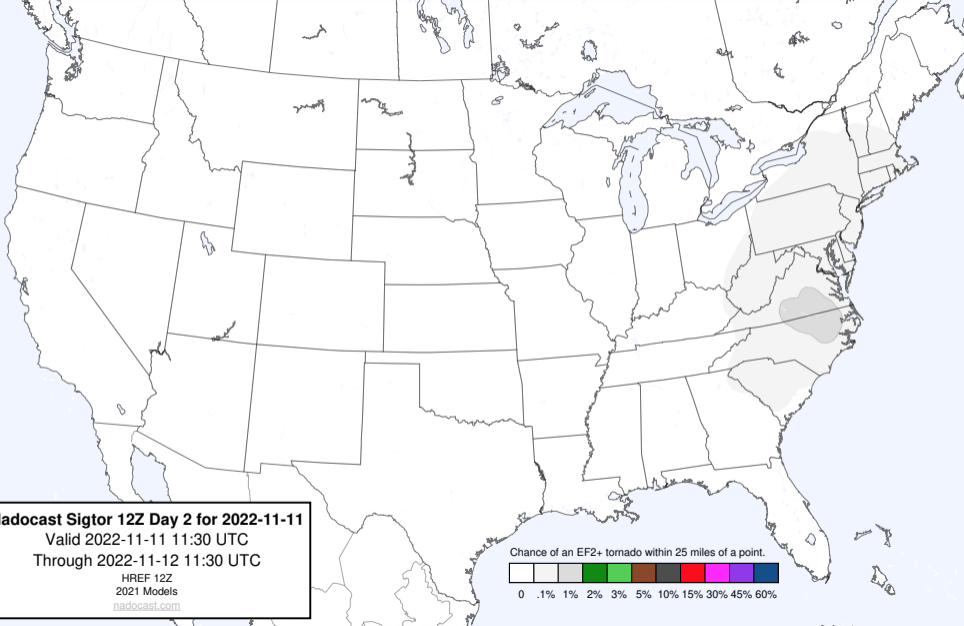 adocast Sigtor 12Z Day 2 for 2022-11-11
Valid 2022-11-11 11:30 UTC
Through 2022-11-12 11:30 UTC
HREF 12Z
2021 Models
nadocast.com
Chance of an EF2+ tornado within 25 miles of a point.
0 .1% 1% 2% 3% 5% 10% 15% 30% 45% 60%